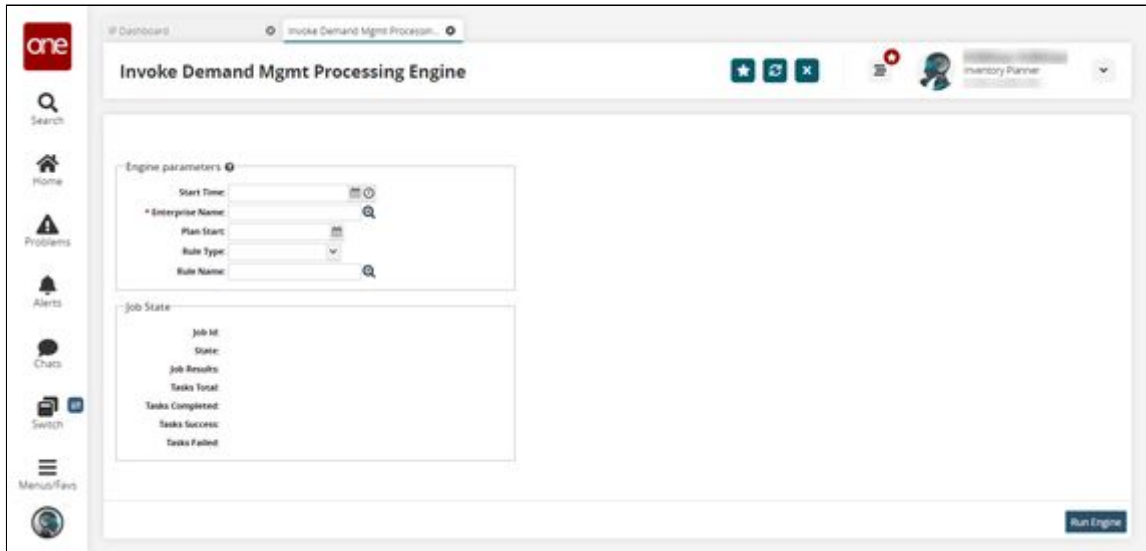 one
IP Dashboard
Invoke Demand Mgmt Processin...
Invoke Demand Mgmt Processing Engine
Inventory Planner
Search
Home
Problems
Alerts
Chats
Switch
Menus/Favs
Engine parameters
Start Time:
* Enterprise Name:
Plan Start:
Rule Type:
Rule Name:
Job State
Job Id:
State:
Job Results:
Tasks Total:
Tasks Completed:
Tasks Success:
Tasks Failed:
Run Engine